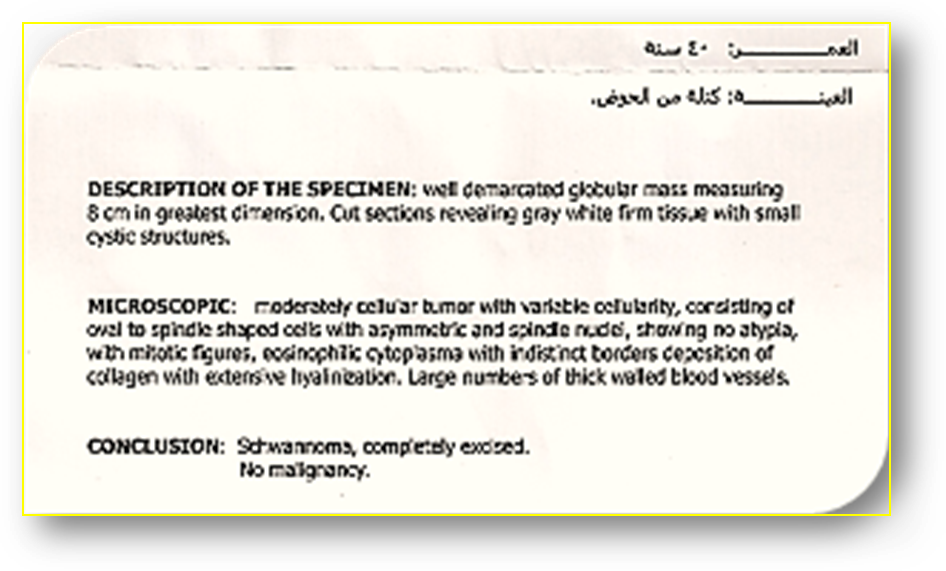 العمـــــــر: ٤٠ سنة
العينـــــــة: كتلة من الحوض.
DESCRIPTION OF THE SPECIMEN: well demarcated globular mass measuring
8 cm in greatest dimension. Cut sections revealing gray white firm tissue with small
cystic structures.
MICROSCOPIC: moderately cellular tumor with variable cellularity, consisting of
oval to spindle shaped cells with asymmetric and spindle nuclei, showing no atypia,
with mitotic figures, eosinophilic cytoplasma with indistinct borders deposition of
collagen with extensive hyalinization. Large numbers of thick walled blood vessels.
CONCLUSION: Schwannoma, completely excised.
No malignancy.